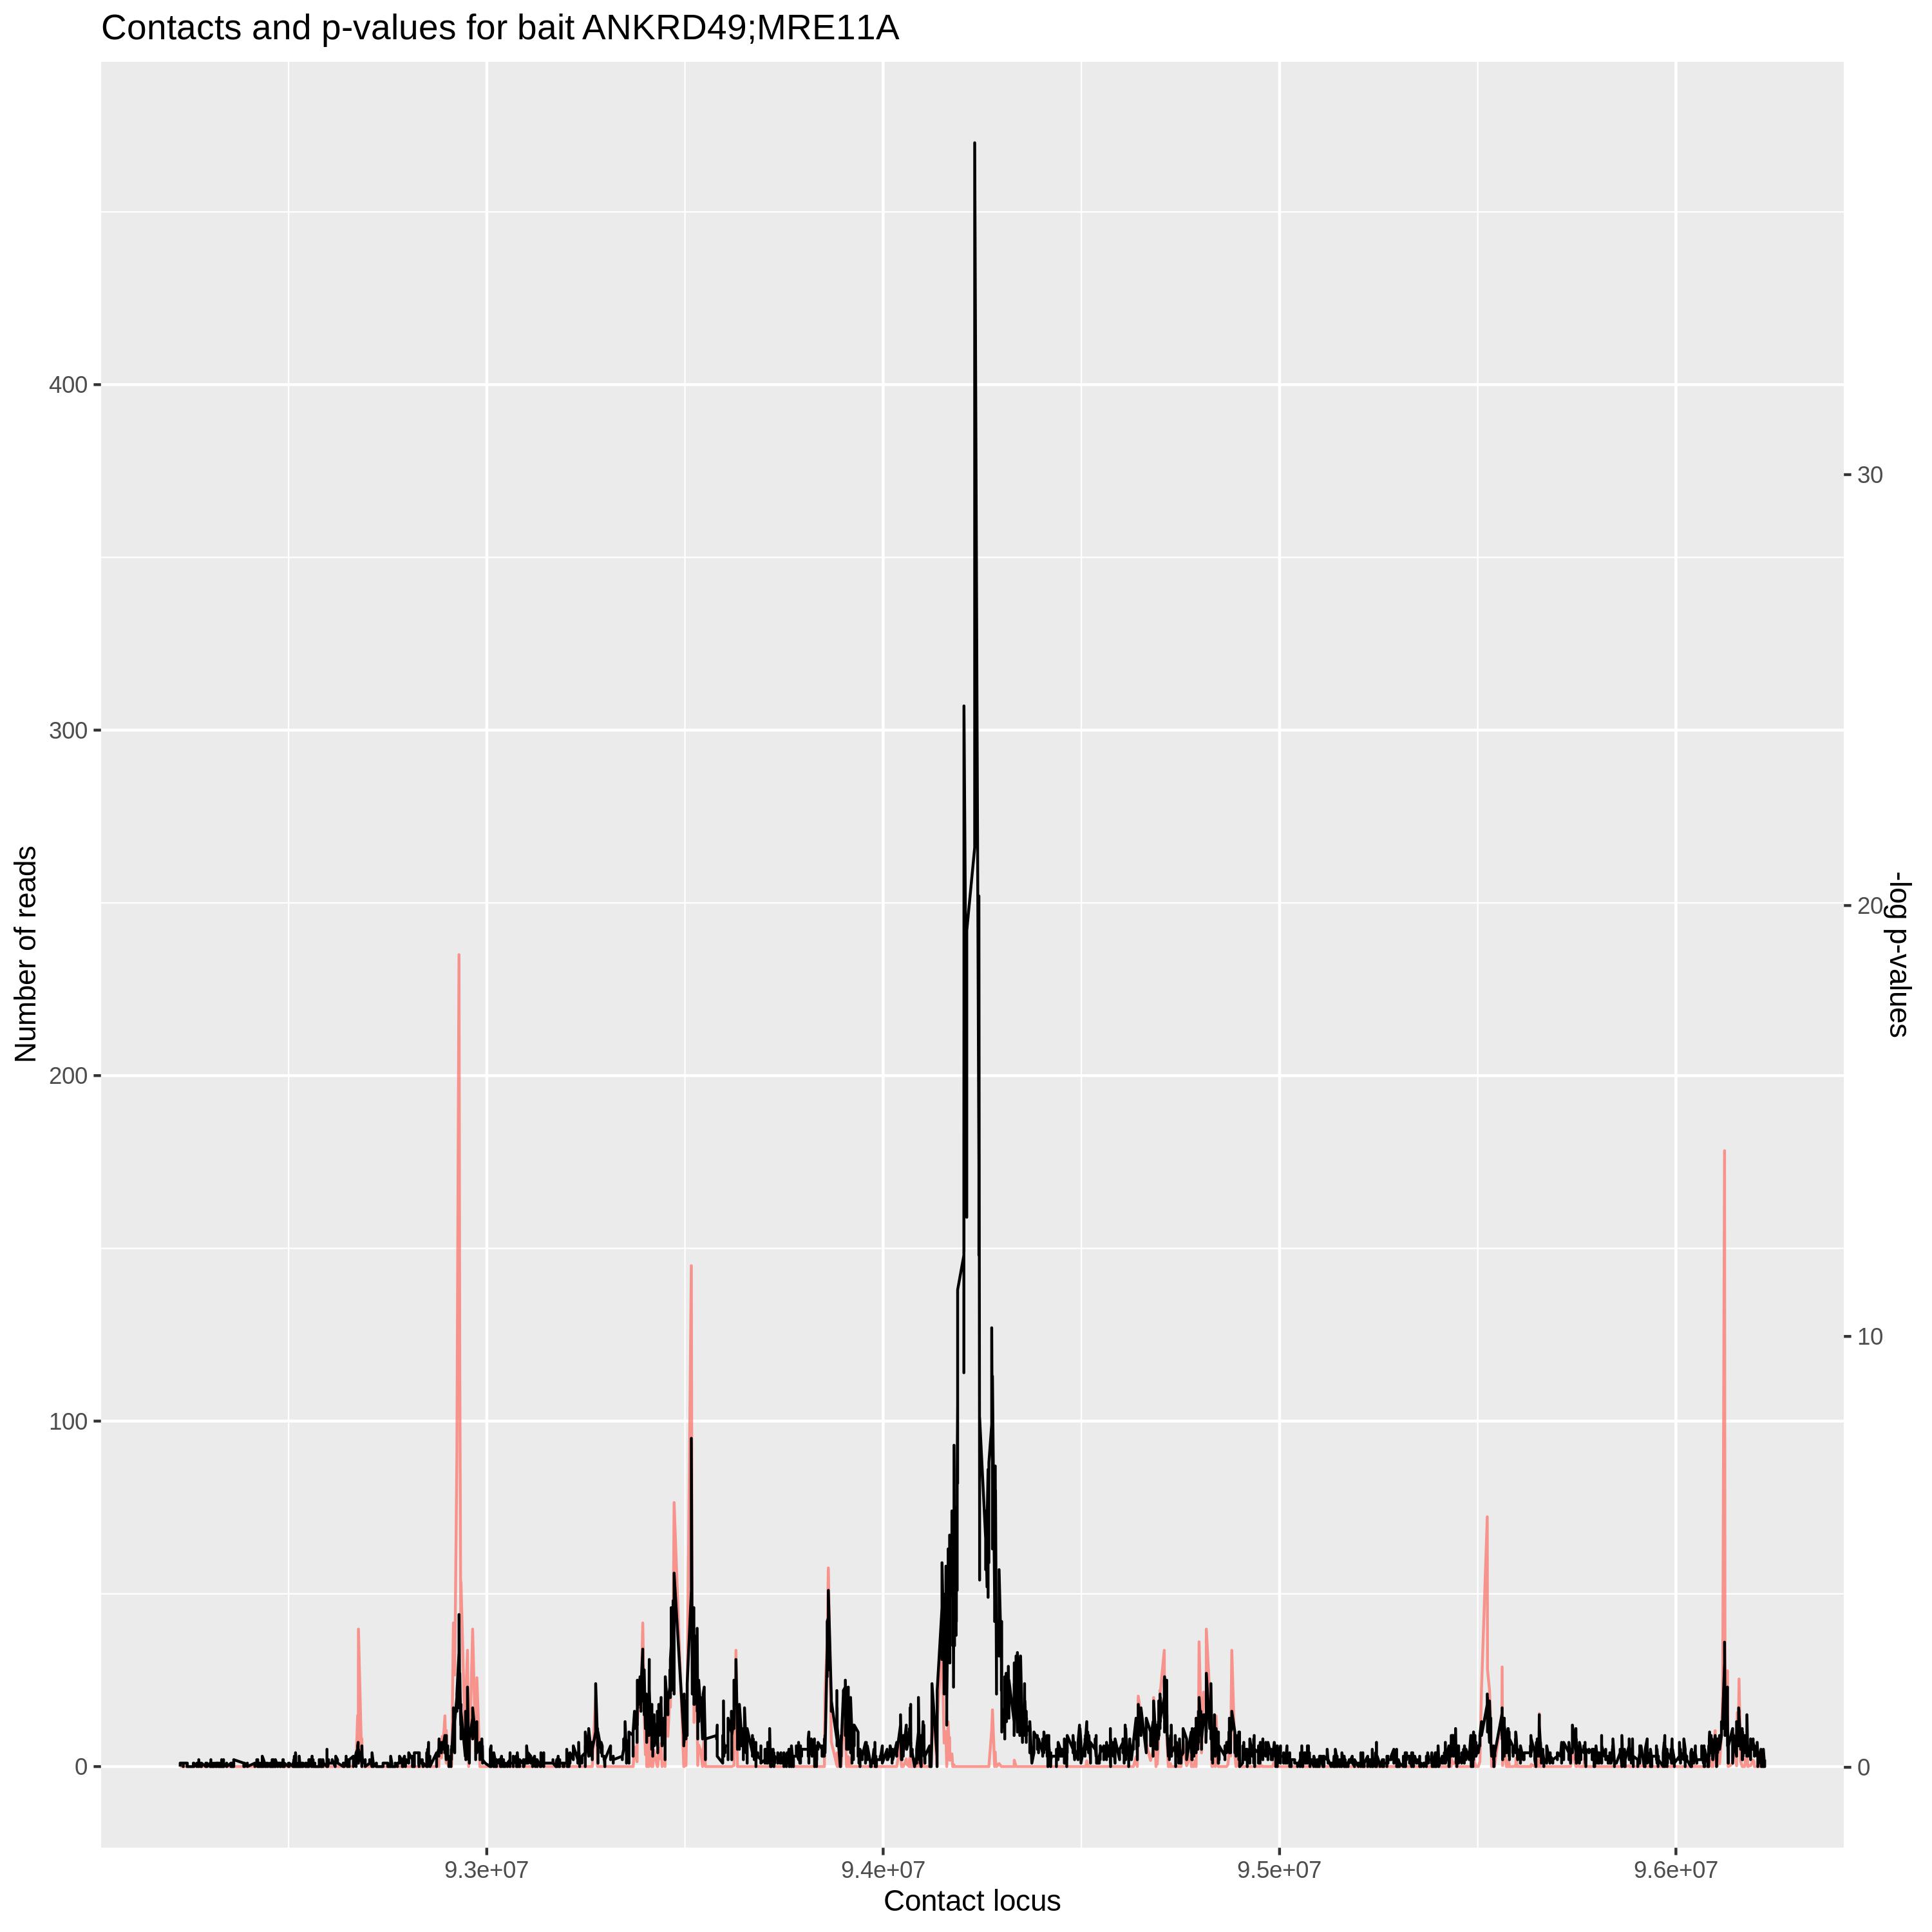 Contacts and p-values for bait ANKRD49;MRE11A
Number of reads
400
300
200
100
0
30
20
10
0
-log p-values
9.3e+07 9.4e+07 9.5e+07 9.6e+07
Contact locus